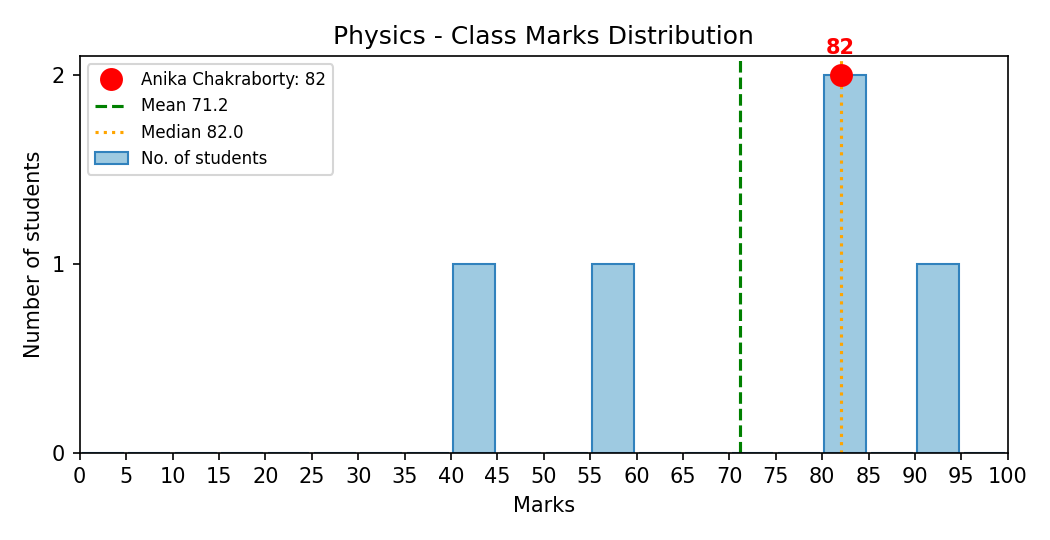 Physics - Class Marks Distribution
82
Anika Chakraborty: 82
Mean 71.2
Median 82.0
No. of students
Number of students
2
1
0
0 5 10 15 20 25 30 35 40 45 50 55 60 65 70 75 80 85 90 95 100
Marks